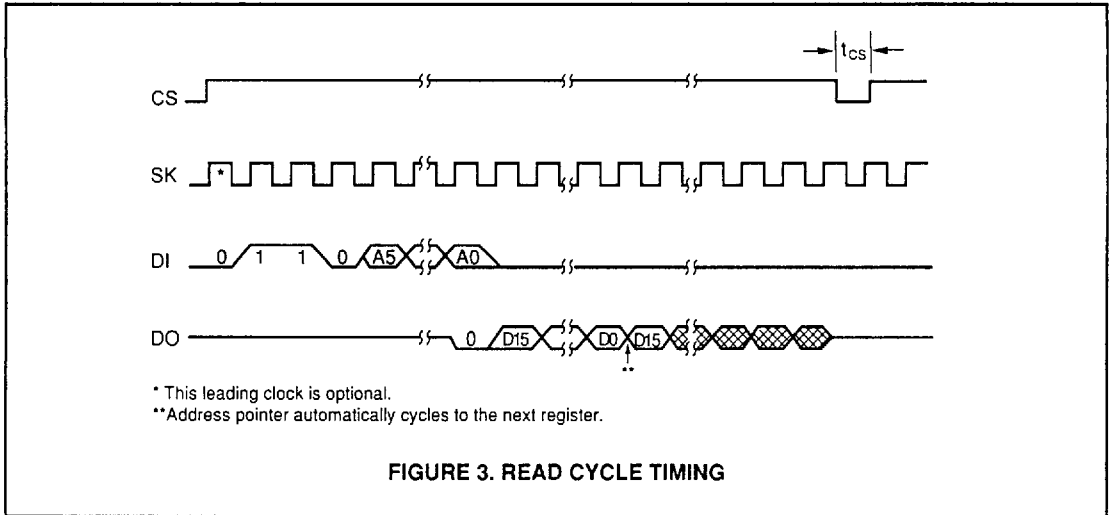 tCS
CS
SK *
DI 0 1 1 0 A5 A0
DO 0 D15 D0 D15
**
* This leading clock is optional.
**Address pointer automatically cycles to the next register.
FIGURE 3. READ CYCLE TIMING